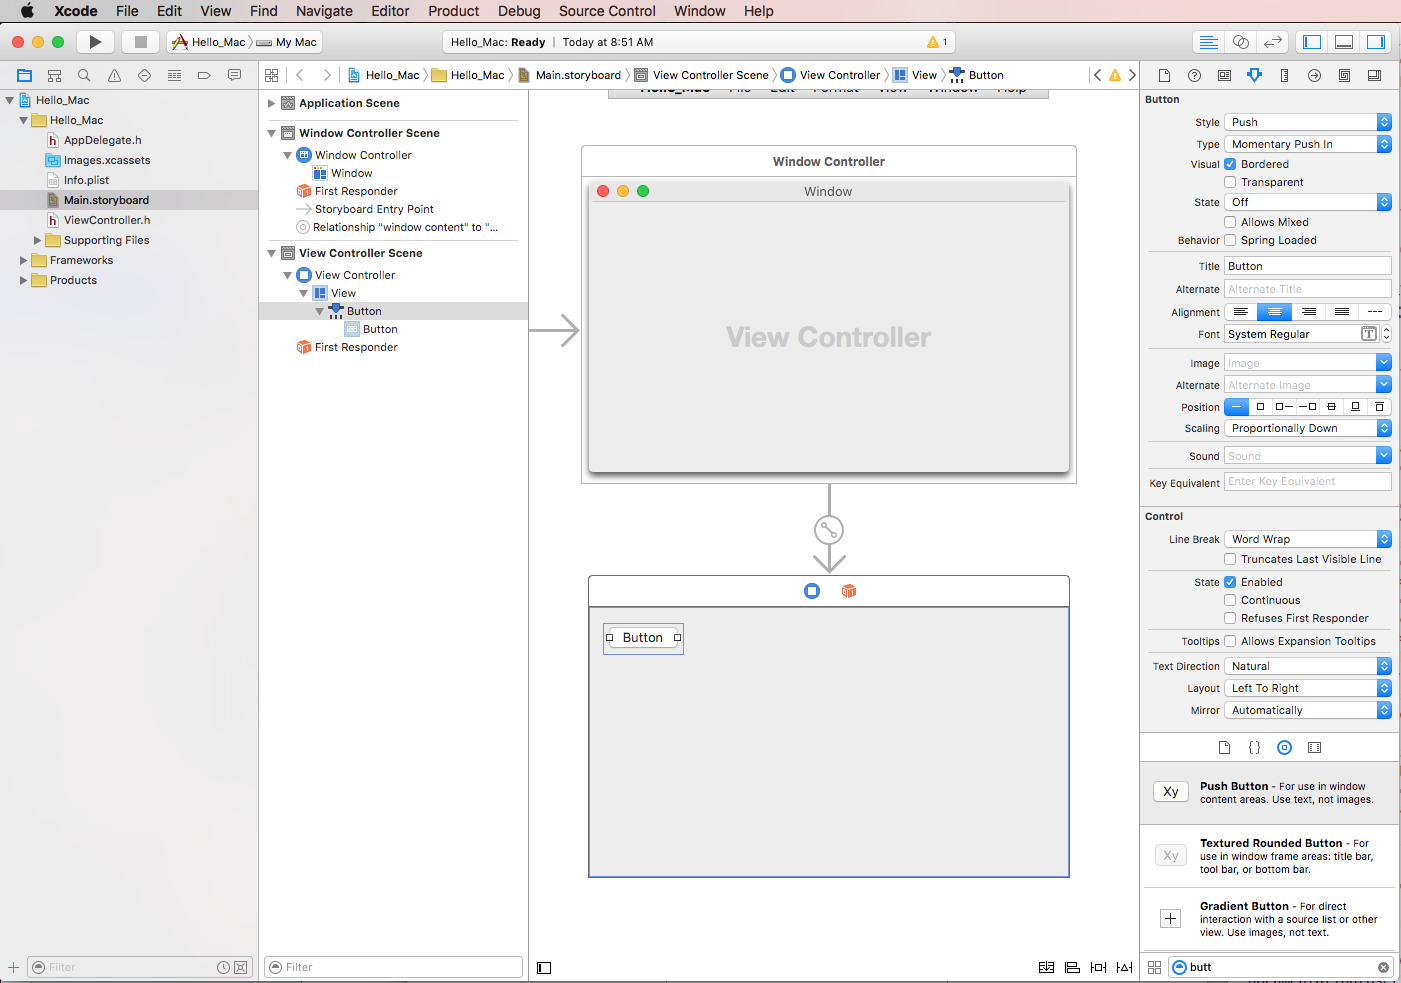 Xcode File Edit View Find Navigate Editor Product Debug Source Control Window Help
Hello_Mac My Mac
Hello_Mac: Ready | Today at 8:51 AM
1
Hello_Mac Hello_Mac Main.storyboard View Controller Scene View Controller View Button
Hello_Mac
Hello_Mac
AppDelegate.h
Images.xcassets
Info.plist
Main.storyboard
ViewController.h
Supporting Files
Frameworks
Products
Filter
Application Scene
Window Controller Scene
Window Controller
Window
First Responder
Storyboard Entry Point
Relationship "window content" to "...
View Controller Scene
View Controller
View
Button
Button
First Responder
Filter
Hello_Mac File Edit Format View Window Help
Window Controller
Window
View Controller
Button
Button
Style Push
Type Momentary Push In
Visual Bordered
Transparent
State Off
Allows Mixed
Behavior Spring Loaded
Title Button
Alternate Alternate Title
Alignment
Font System Regular
Image Image
Alternate Alternate Image
Position
Scaling Proportionally Down
Sound Sound
Key Equivalent Enter Key Equivalent
Control
Line Break Word Wrap
Truncates Last Visible Line
State Enabled
Continuous
Refuses First Responder
Tooltips Allows Expansion Tooltips
Text Direction Natural
Layout Left To Right
Mirror Automatically
Xy
Push Button - For use in window
content areas. Use text, not images.
Xy
Textured Rounded Button - For
use in window frame areas: title bar,
tool bar, or bottom bar.
Gradient Button - For direct
interaction with a source list or other
view. Use images, not text.
butt